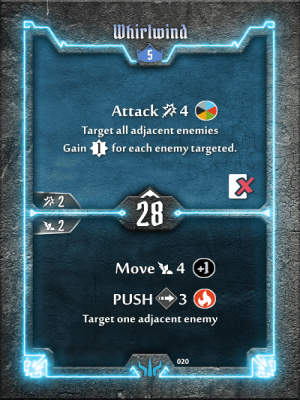 Whirlwind
5
Attack 4
Target all adjacent enemies
Gain 1 for each enemy targeted.
2
28
2
Move 4 +1
PUSH 3
Target one adjacent enemy
020